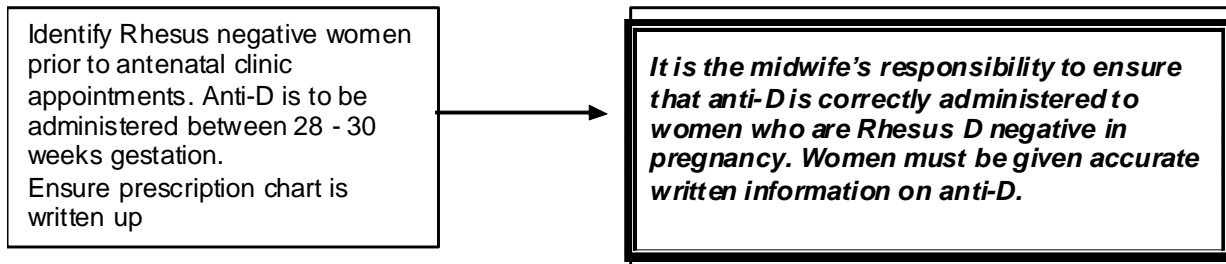 Identify Rhesus negative women
prior to antenatal clinic
appointments. Anti-D is to be
administered between 28 - 30
weeks gestation.
Ensure prescription chart is
written up
It is the midwife's responsibility to ensure
that anti-D is correctly administered to
women who are Rhesus D negative in
pregnancy. Women must be given accurate
written information on anti-D.